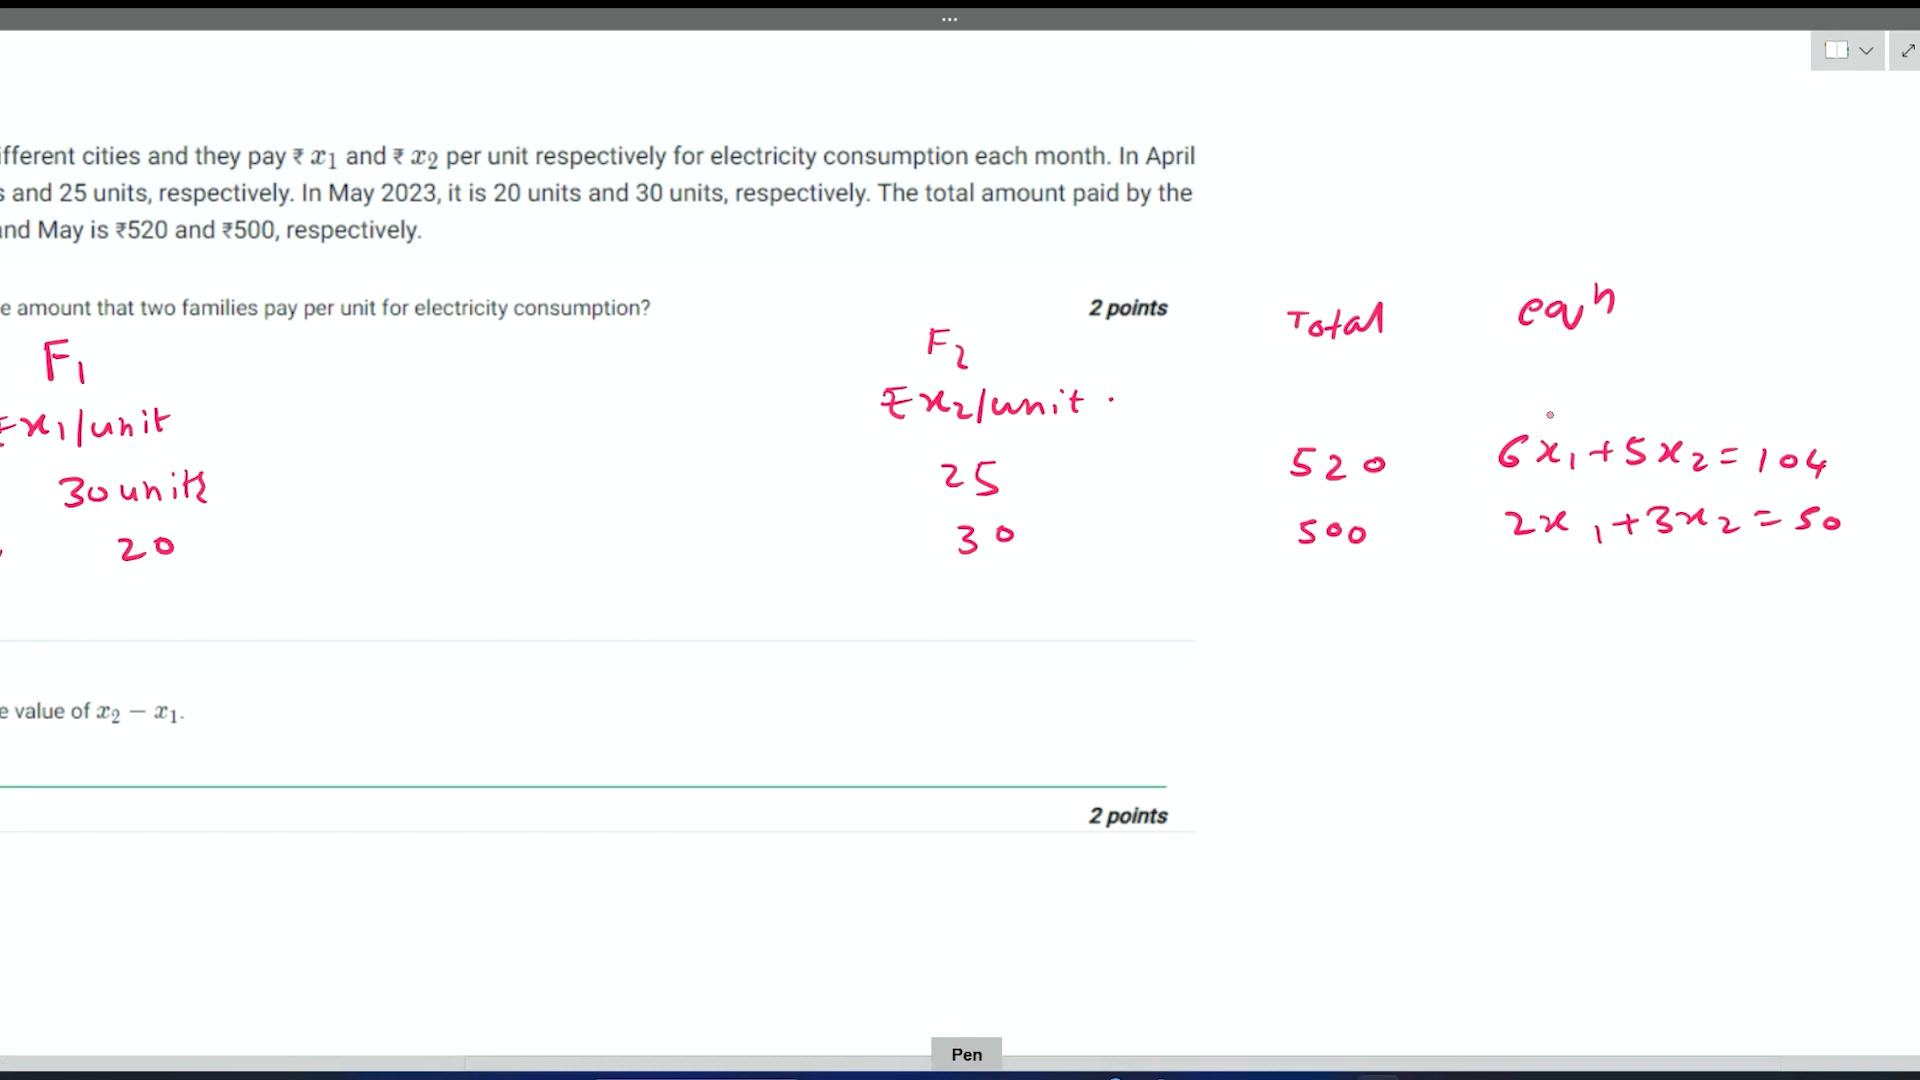 ifferent cities and they pay ₹ x₁ and ₹ x₂ per unit respectively for electricity consumption each month. In April
s and 25 units, respectively. In May 2023, it is 20 units and 30 units, respectively. The total amount paid by the
and May is ₹520 and ₹500, respectively.
e amount that two families pay per unit for electricity consumption? 2 points
F₁ F₂ Total eqⁿ
₹x₁/unit ₹x₂/unit .
30 units 25 520 6x₁+5x₂=104
20 30 500 2x₁+3x₂=50
e value of x₂ − x₁.
2 points
Pen